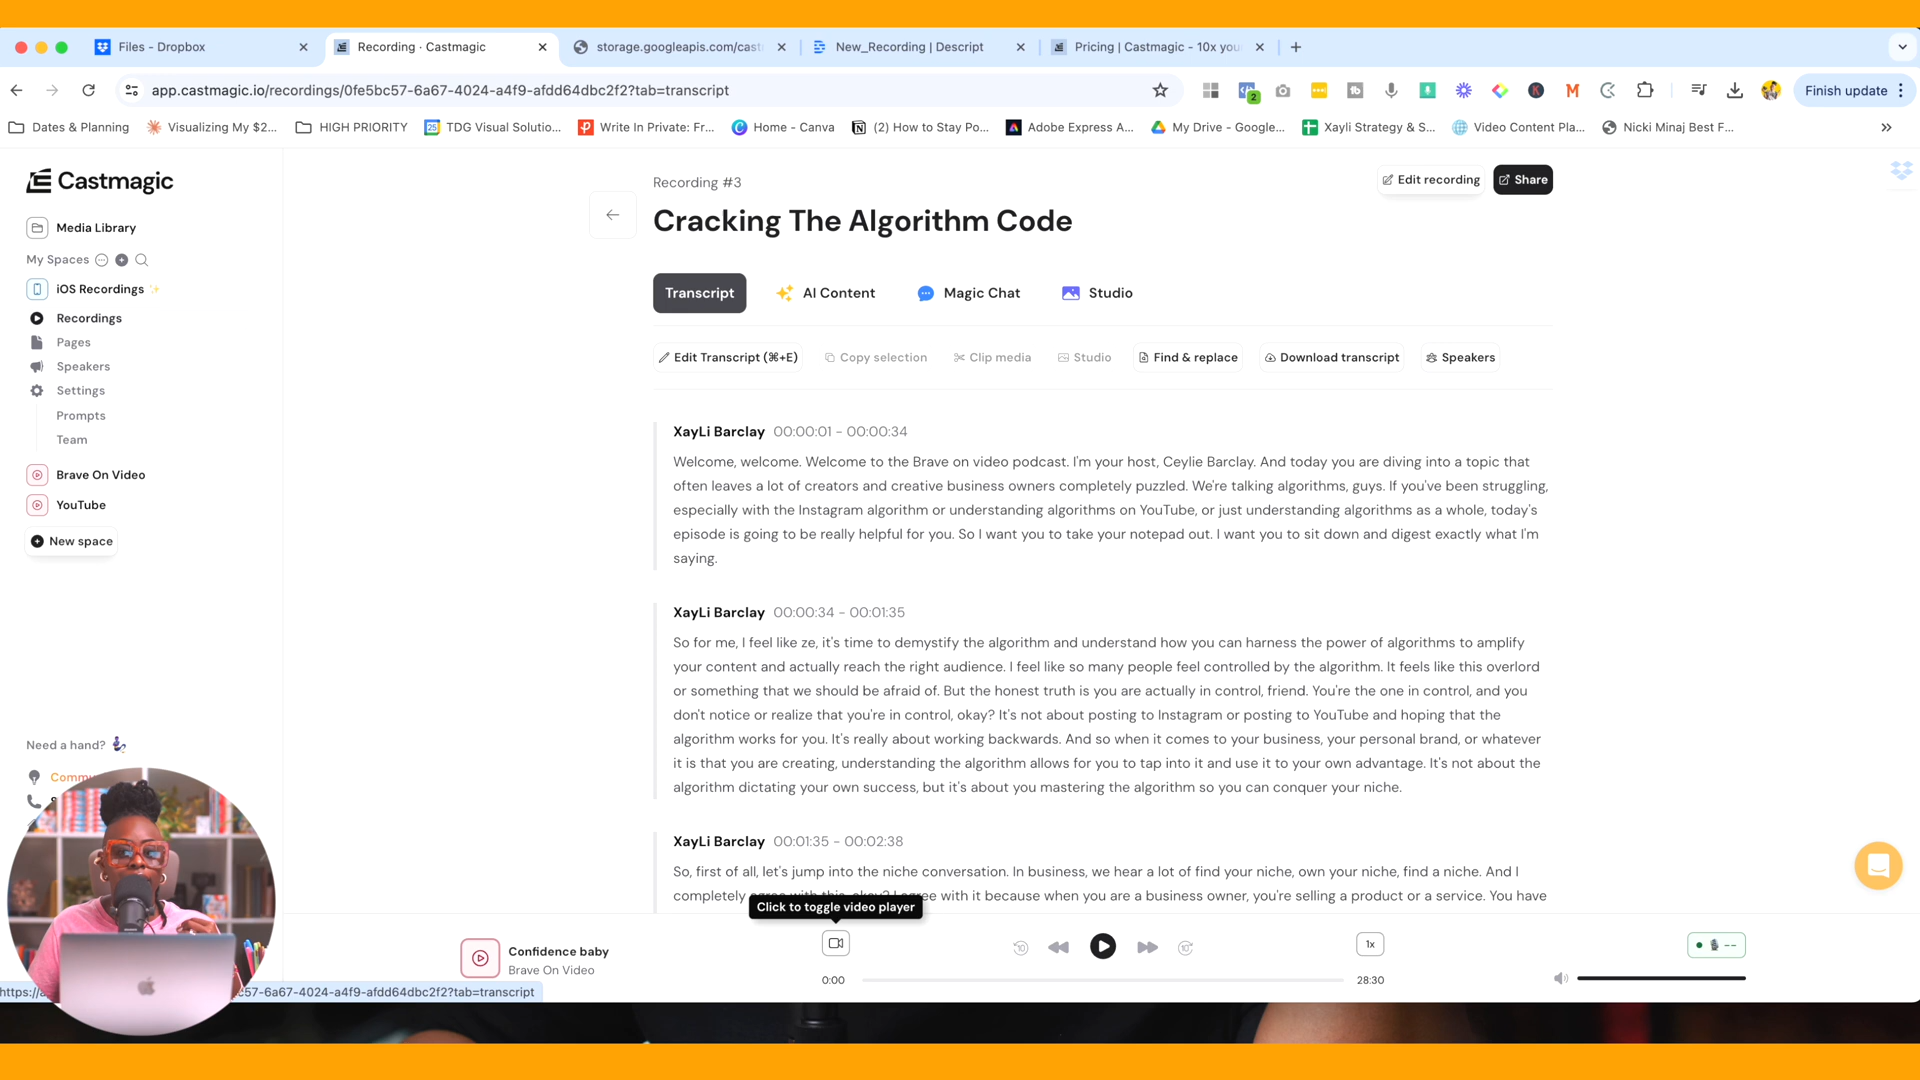 Files - Dropbox
Recording · Castmagic
storage.googleapis.com/cast
New_Recording | Descript
Pricing | Castmagic - 10x you
app.castmagic.io/recordings/0fe5bc57-6a67-4024-a4f9-afdd64dbc2f2?tab=transcript
2
Finish update
Dates & Planning
Visualizing My $2...
HIGH PRIORITY
TDG Visual Solutio...
Write In Private: Fr...
Home - Canva
(2) How to Stay Po...
Adobe Express A...
My Drive - Google...
Xayli Strategy & S...
Video Content Pla...
Nicki Minaj Best F...
Castmagic
Media Library
My Spaces
iOS Recordings
Recordings
Pages
Speakers
Settings
Prompts
Team
Brave On Video
YouTube
New space
Need a hand?
Commu
Recording #3
Edit recording
Share
Cracking The Algorithm Code
Transcript
AI Content
Magic Chat
Studio
Edit Transcript (⌘+E)
Copy selection
Clip media
Studio
Find & replace
Download transcript
Speakers
XayLi Barclay 00:00:01 - 00:00:34
Welcome, welcome. Welcome to the Brave on video podcast. I'm your host, Ceylie Barclay. And today you are diving into a topic that
often leaves a lot of creators and creative business owners completely puzzled. We're talking algorithms, guys. If you've been struggling,
especially with the Instagram algorithm or understanding algorithms on YouTube, or just understanding algorithms as a whole, today's
episode is going to be really helpful for you. So I want you to take your notepad out. I want you to sit down and digest exactly what I'm
saying.
XayLi Barclay 00:00:34 - 00:01:35
So for me, I feel like ze, it's time to demystify the algorithm and understand how you can harness the power of algorithms to amplify
your content and actually reach the right audience. I feel like so many people feel controlled by the algorithm. It feels like this overlord
or something that we should be afraid of. But the honest truth is you are actually in control, friend. You're the one in control, and you
don't notice or realize that you're in control, okay? It's not about posting to Instagram or posting to YouTube and hoping that the
algorithm works for you. It's really about working backwards. And so when it comes to your business, your personal brand, or whatever
it is that you are creating, understanding the algorithm allows for you to tap into it and use it to your own advantage. It's not about the
algorithm dictating your own success, but it's about you mastering the algorithm so you can conquer your niche.
XayLi Barclay 00:01:35 - 00:02:38
So, first of all, let's jump into the niche conversation. In business, we hear a lot of find your niche, own your niche, find a niche. And I
completely agree with this, okay? I agree with it because when you are a business owner, you're selling a product or a service. You have
Click to toggle video player
Confidence baby
Brave On Video
10
10
1x
0:00
28:30
--
https://a
c57-6a67-4024-a4f9-afdd64dbc2f2?tab=transcript